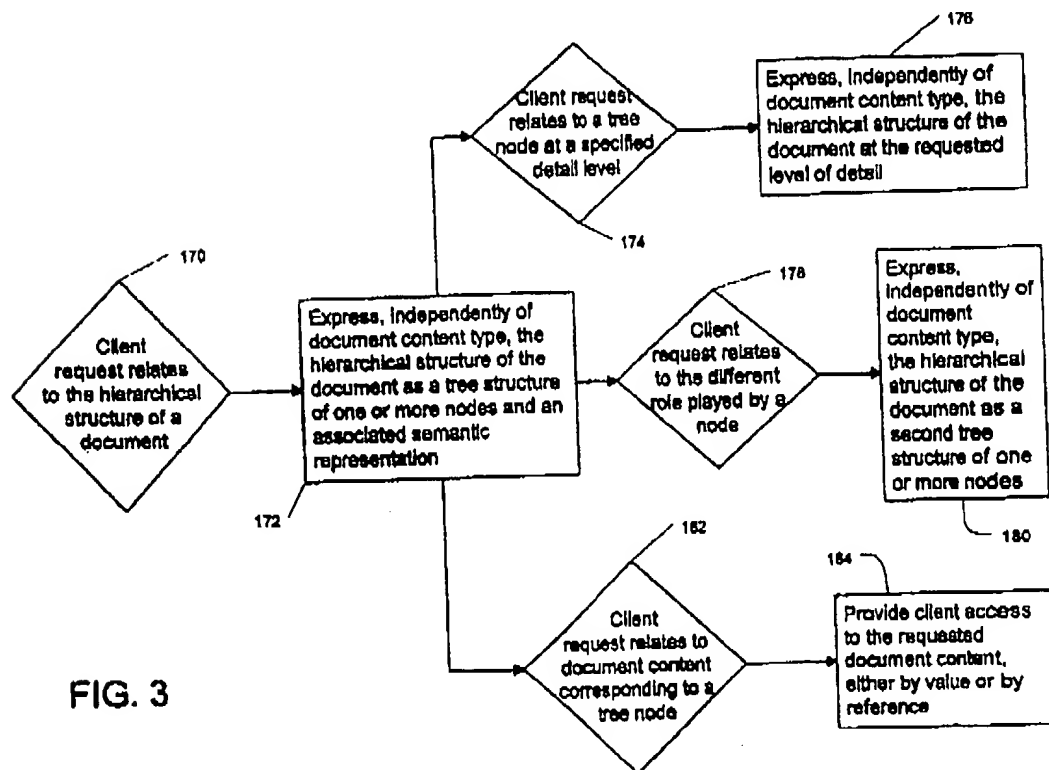 170
Client
request relates
to the hierarchical
structure of a
document
Express, independently of
document content type, the
hierarchical structure of the
document as a tree structure
of one or more nodes and an
associated semantic
representation
172
Client request
relates to a tree
node at a specified
detail level
174
176
Express, independently of
document content type, the
hierarchical structure of the
document at the requested
level of detail
178
Client
request relates
to the different
role played by a
node
Express,
independently of
document
content type,
the hierarchical
structure of the
document as a
second tree
structure of one
or more nodes
180
182
Client
request relates to
document content
corresponding to a
tree node
184
Provide client access
to the requested
document content,
either by value or by
reference
FIG. 3